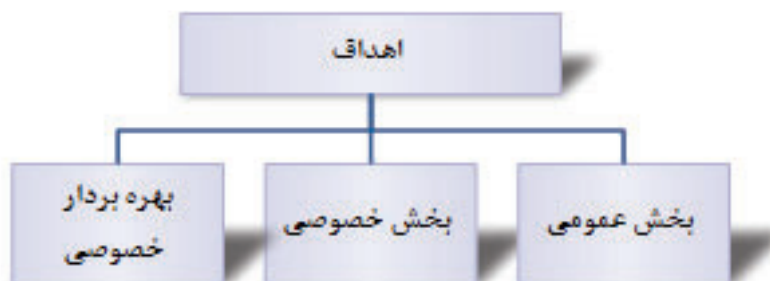 اهداف
بخش عمومی
بخش خصوصی
بهره بردار
خصوصی